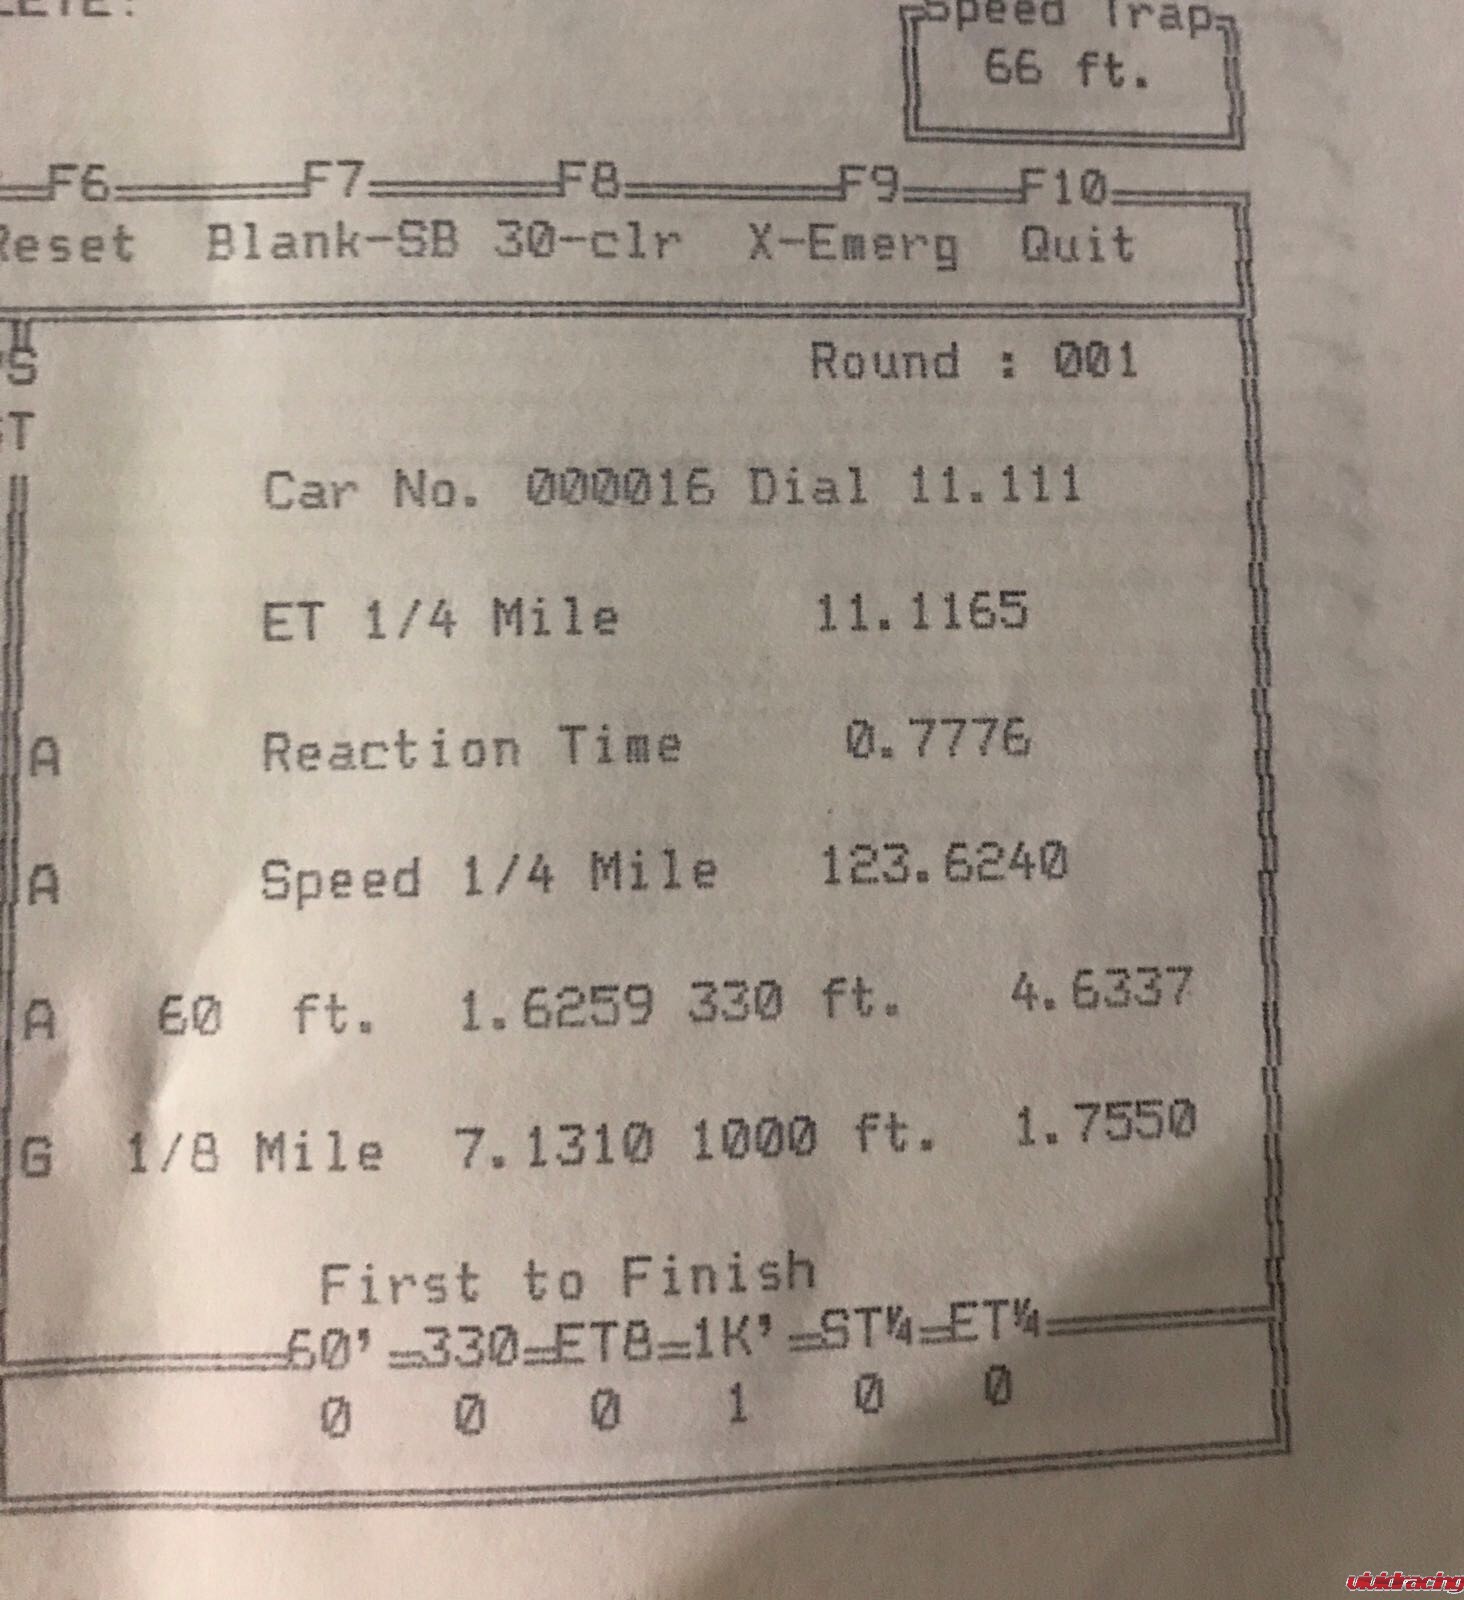 Speed Trap
66 ft.
F6 F7 F8 F9 F10
Reset Blank-SB 30-clr X-Emerg Quit
Round : 001
Car No. 000016 Dial 11.111
ET 1/4 Mile 11.1165
A Reaction Time 0.7776
A Speed 1/4 Mile 123.6240
A 60 ft. 1.6259 330 ft. 4.6337
G 1/8 Mile 7.1310 1000 ft. 1.7550
First to Finish
60' 330 ET8 1K' ST¼ ET¼
0 0 0 1 0 0
vividracing